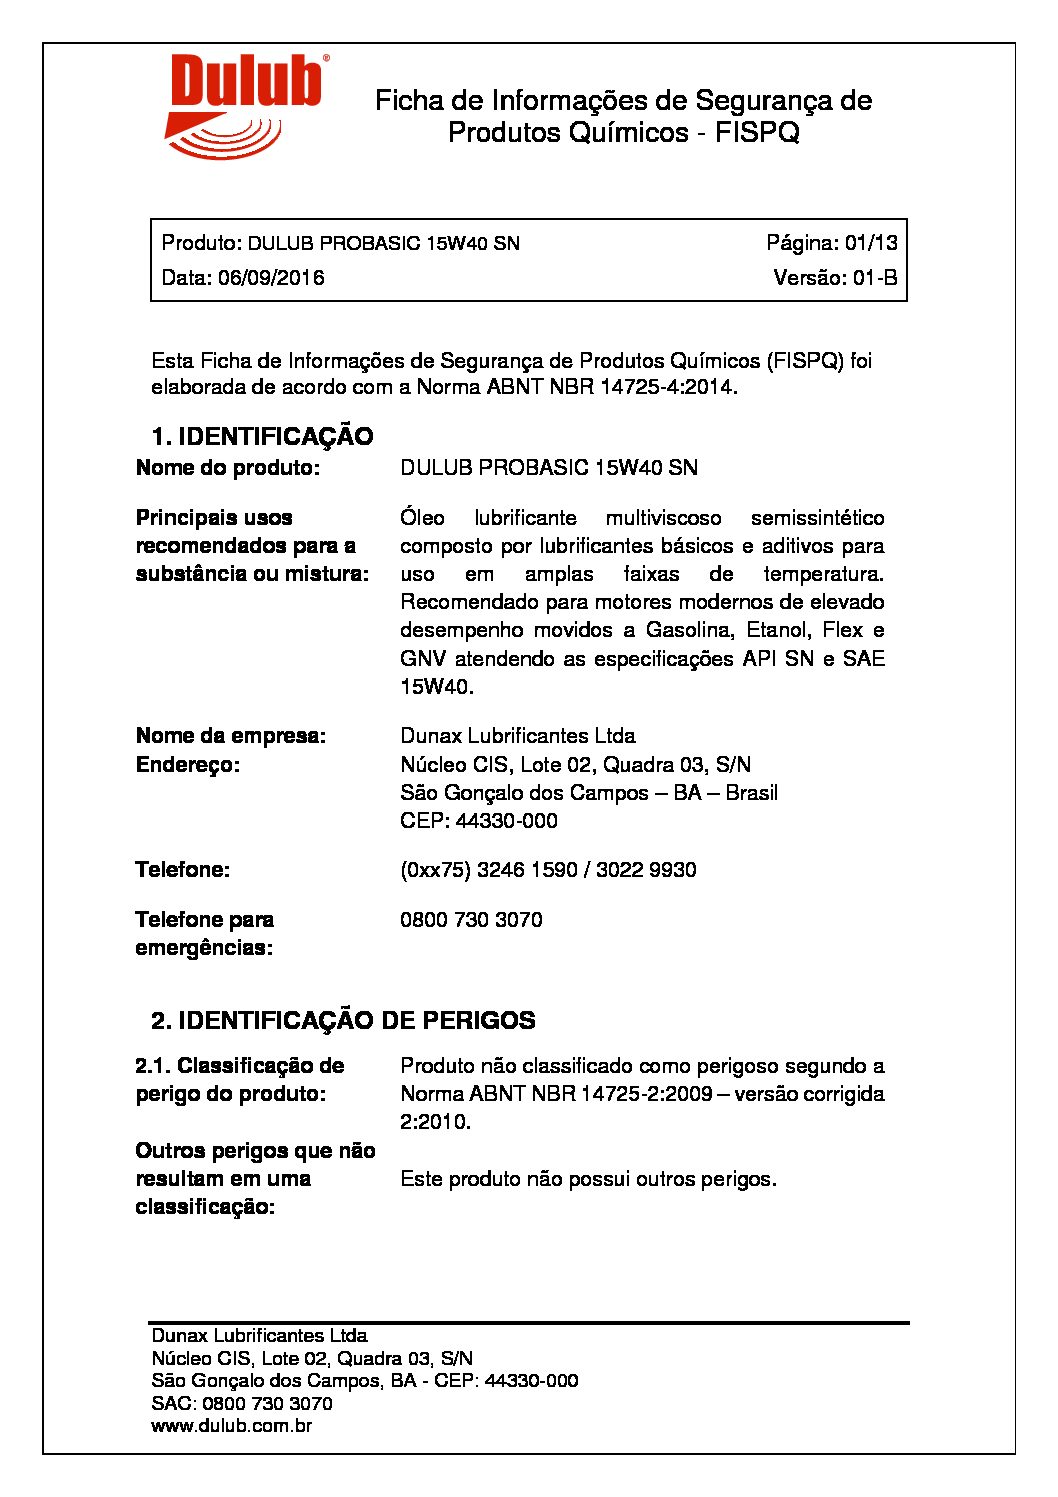 Dulub®
Ficha de Informações de Segurança de
Produtos Químicos - FISPQ
Produto: DULUB PROBASIC 15W40 SN Página: 01/13
Data: 06/09/2016 Versão: 01-B
Esta Ficha de Informações de Segurança de Produtos Químicos (FISPQ) foi
elaborada de acordo com a Norma ABNT NBR 14725-4:2014.
1. IDENTIFICAÇÃO
Nome do produto: DULUB PROBASIC 15W40 SN
Principais usos Óleo lubrificante multiviscoso semissintético
recomendados para a composto por lubrificantes básicos e aditivos para
substância ou mistura: uso em amplas faixas de temperatura.
Recomendado para motores modernos de elevado
desempenho movidos a Gasolina, Etanol, Flex e
GNV atendendo as especificações API SN e SAE
15W40.
Nome da empresa: Dunax Lubrificantes Ltda
Endereço: Núcleo CIS, Lote 02, Quadra 03, S/N
São Gonçalo dos Campos – BA – Brasil
CEP: 44330-000
Telefone: (0xx75) 3246 1590 / 3022 9930
Telefone para 0800 730 3070
emergências:
2. IDENTIFICAÇÃO DE PERIGOS
2.1. Classificação de Produto não classificado como perigoso segundo a
perigo do produto: Norma ABNT NBR 14725-2:2009 – versão corrigida
2:2010.
Outros perigos que não
resultam em uma Este produto não possui outros perigos.
classificação:
Dunax Lubrificantes Ltda
Núcleo CIS, Lote 02, Quadra 03, S/N
São Gonçalo dos Campos, BA - CEP: 44330-000
SAC: 0800 730 3070
www.dulub.com.br